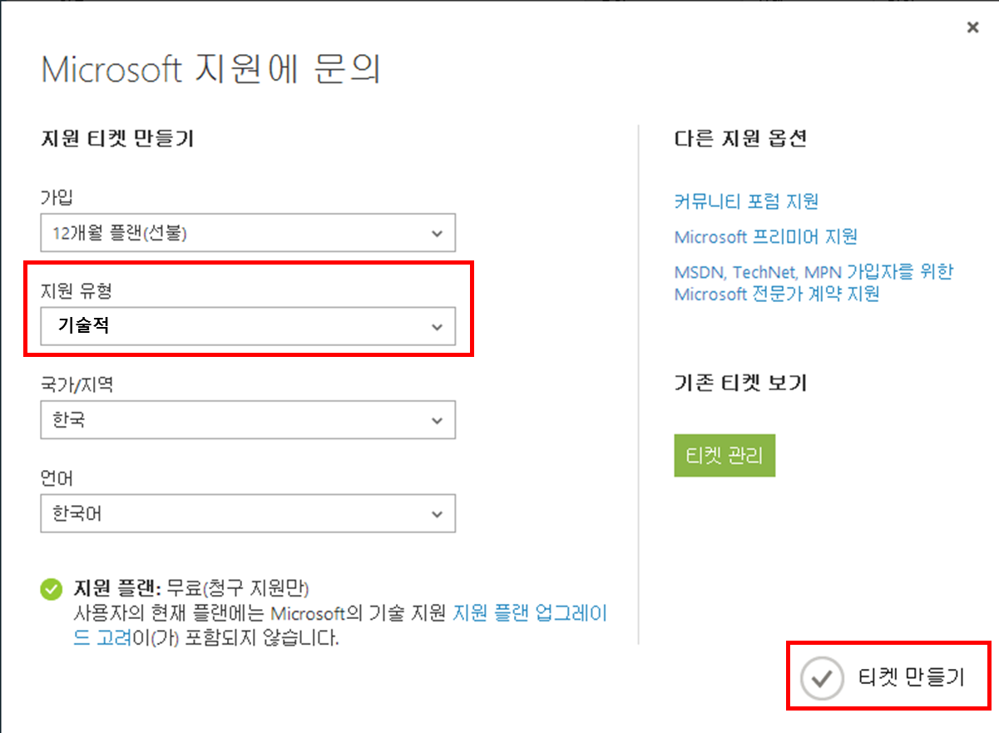 Microsoft 지원에 문의
지원 티켓 만들기
가입
12개월 플랜(선불)
지원 유형
기술적
국가/지역
한국
언어
한국어
지원 플랜: 무료(청구 지원만)
사용자의 현재 플랜에는 Microsoft의 기술 지원 지원 플랜 업그레이
드 고려이(가) 포함되지 않습니다.
다른 지원 옵션
커뮤니티 포럼 지원
Microsoft 프리미어 지원
MSDN, TechNet, MPN 가입자를 위한
Microsoft 전문가 계약 지원
기존 티켓 보기
티켓 관리
티켓 만들기